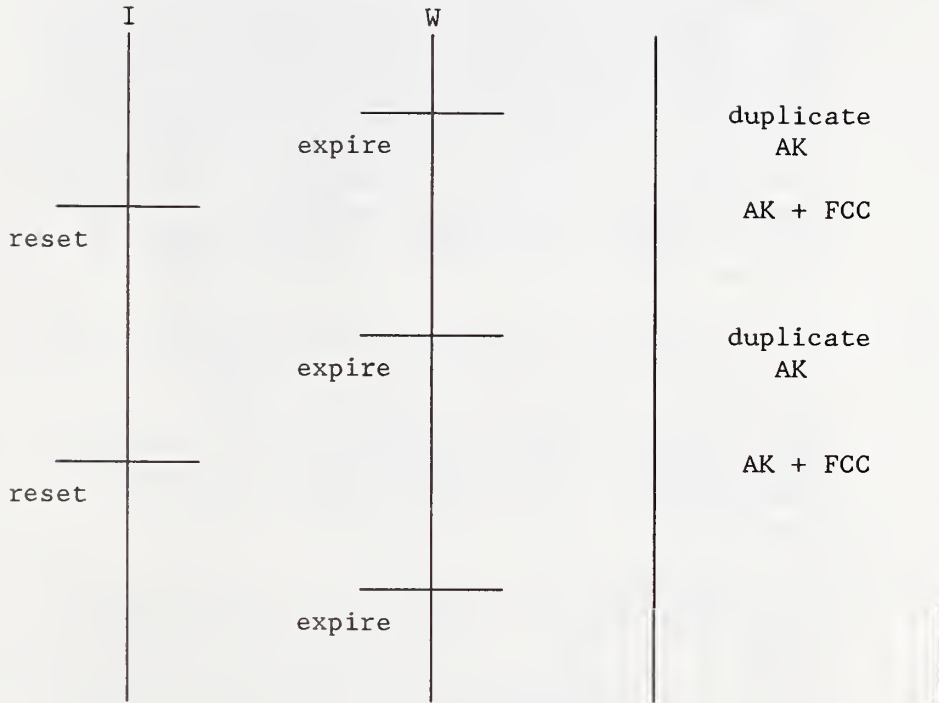 I
W
duplicate
AK
expire
AK + FCC
reset
duplicate
AK
expire
AK + FCC
reset
expire